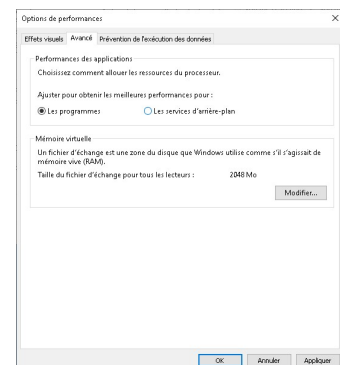 Options de performances
Effets visuels Avancé Prévention de l'exécution des données
Performances des applications
Choisissez comment allouer les ressources du processeur.
Ajuster pour obtenir les meilleures performances pour :
Les programmes Les services d'arrière-plan
Mémoire virtuelle
Un fichier d'échange est une zone du disque que Windows utilise comme s'il s'agissait de
mémoire vive (RAM).
Taille du fichier d'échange pour tous les lecteurs : 2048 Mo
Modifier...
OK Annuler Appliquer